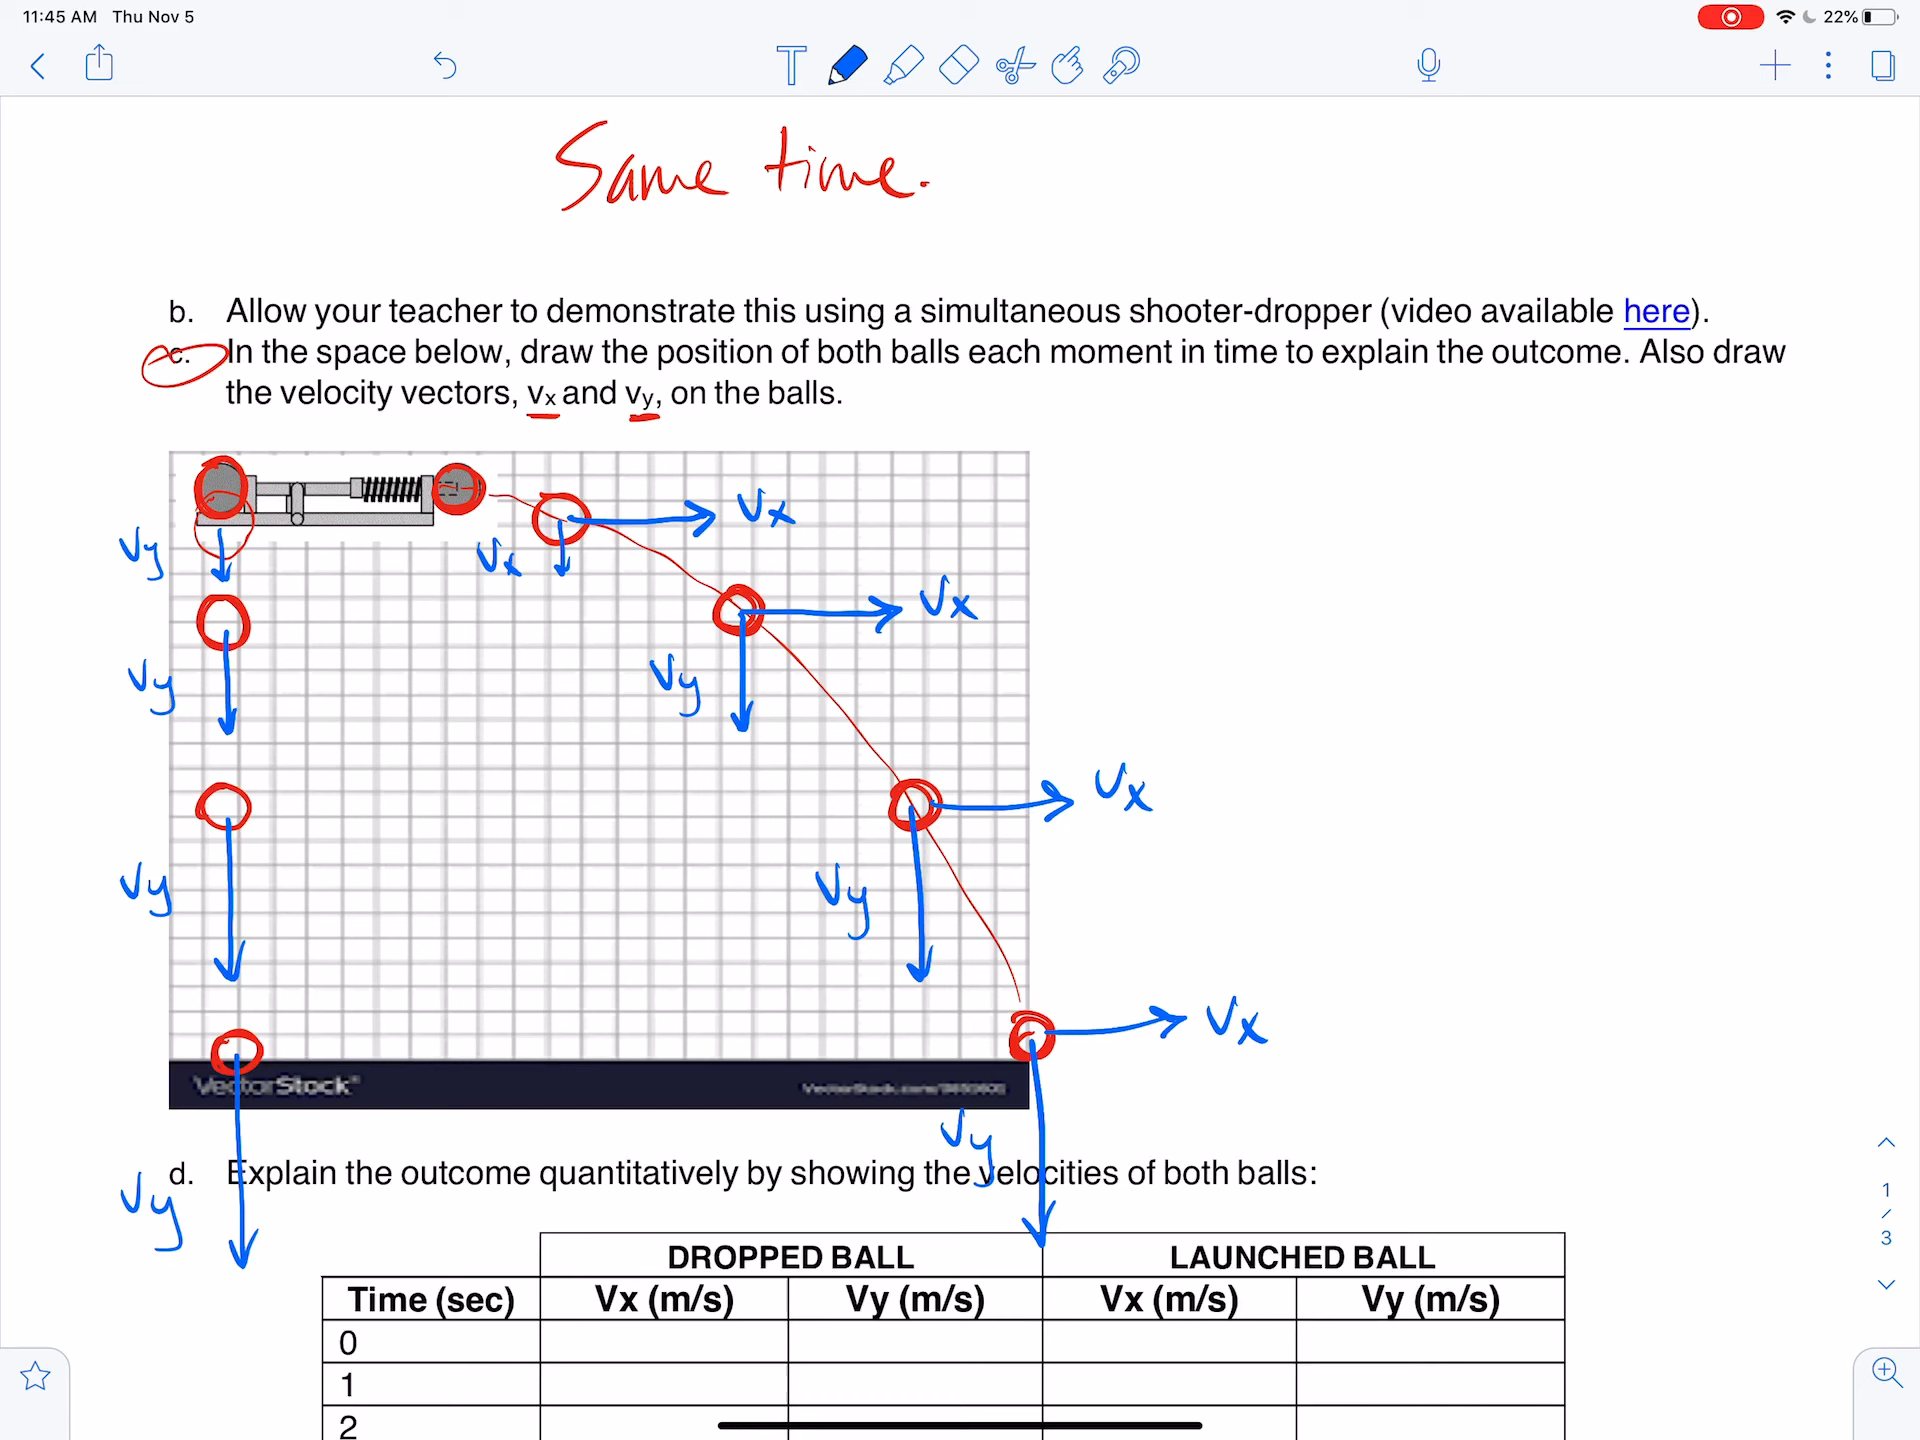 11:45 AM Thu Nov 5
22%
Same time.
b. Allow your teacher to demonstrate this using a simultaneous shooter-dropper (video available here).
c. In the space below, draw the position of both balls each moment in time to explain the outcome. Also draw
the velocity vectors, vx and vy, on the balls.
Vx
Vy
Vx
Vx
Vy
Vy
Vx
Vy
Vy
Vx
VectorStock®
Vy
d. Explain the outcome quantitatively by showing the velocities of both balls:
Vy
DROPPED BALL LAUNCHED BALL
Time (sec) Vx (m/s) Vy (m/s) Vx (m/s) Vy (m/s)
0
1
2
1
/
3